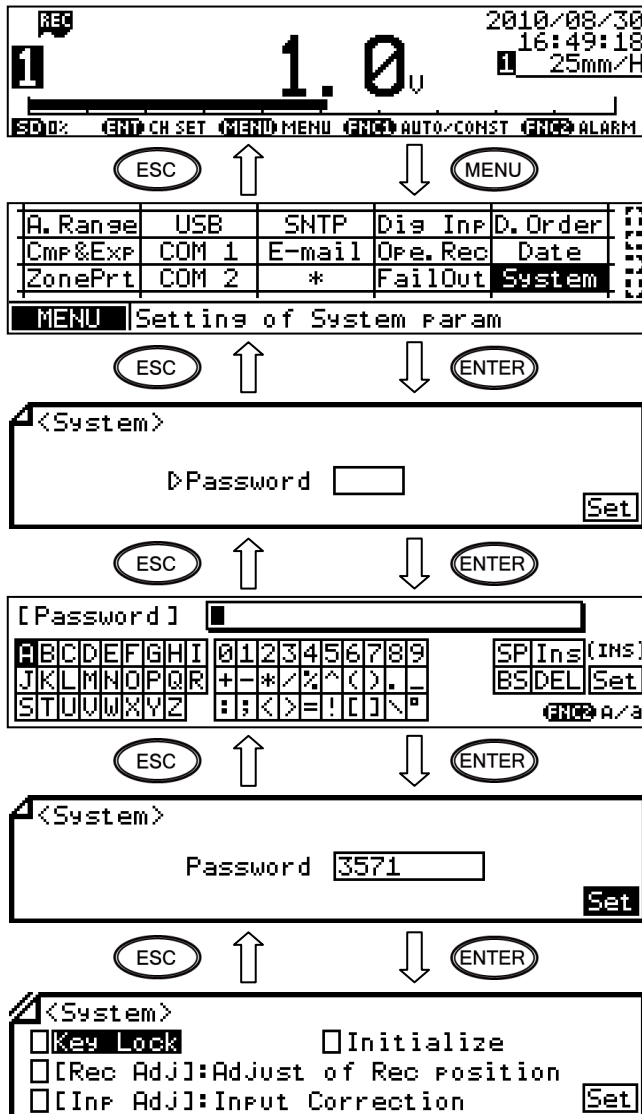 REC 2010/08/30
16:49:18
1 1.0V 1 25mm/H
SD 0% ENT CH SET MENU MENU FNC1 AUTO/CONST FNC2 ALARM
ESC MENU
A.Range USB SNTP Dig Inp D.Order
Cmp&Exp COM 1 E-mail Ope.Rec Date
ZonePrt COM 2 * FailOut System
MENU Setting of System param
ESC ENTER
<System>
Password
Set
ESC ENTER
[Password]
ABCDEFGHI 0123456789 SP Ins (INS)
JKLMNOPQR +-*/%^()._ BS DEL Set
STUVWXYZ :;<>=![]\° FNC2 A/a
ESC ENTER
<System>
Password 3571
Set
ESC ENTER
<System>
Key Lock Initialize
[Rec Adj]:Adjust of Rec position
[Inp Adj]:Input Correction Set